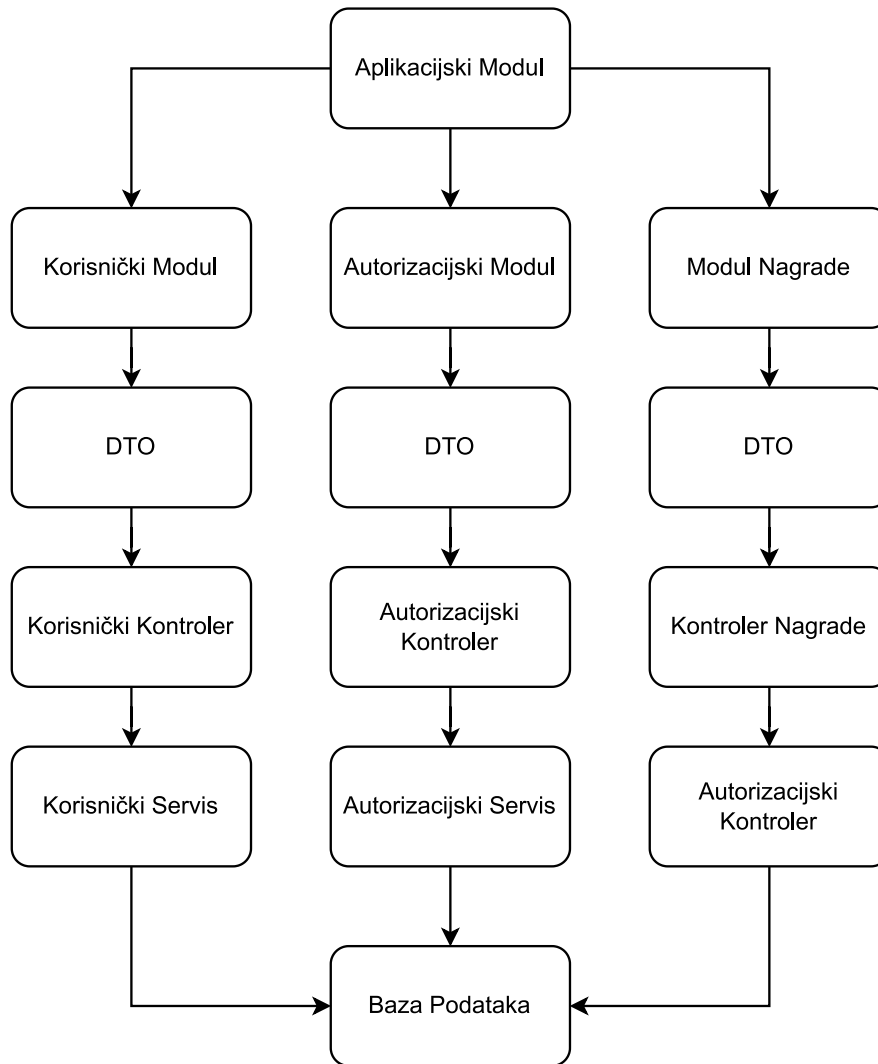 Aplikacijski Modul
Korisnički Modul
Autorizacijski Modul
Modul Nagrade
DTO
DTO
DTO
Korisnički Kontroler
Autorizacijski
Kontroler
Kontroler Nagrade
Korisnički Servis
Autorizacijski Servis
Autorizacijski
Kontroler
Baza Podataka